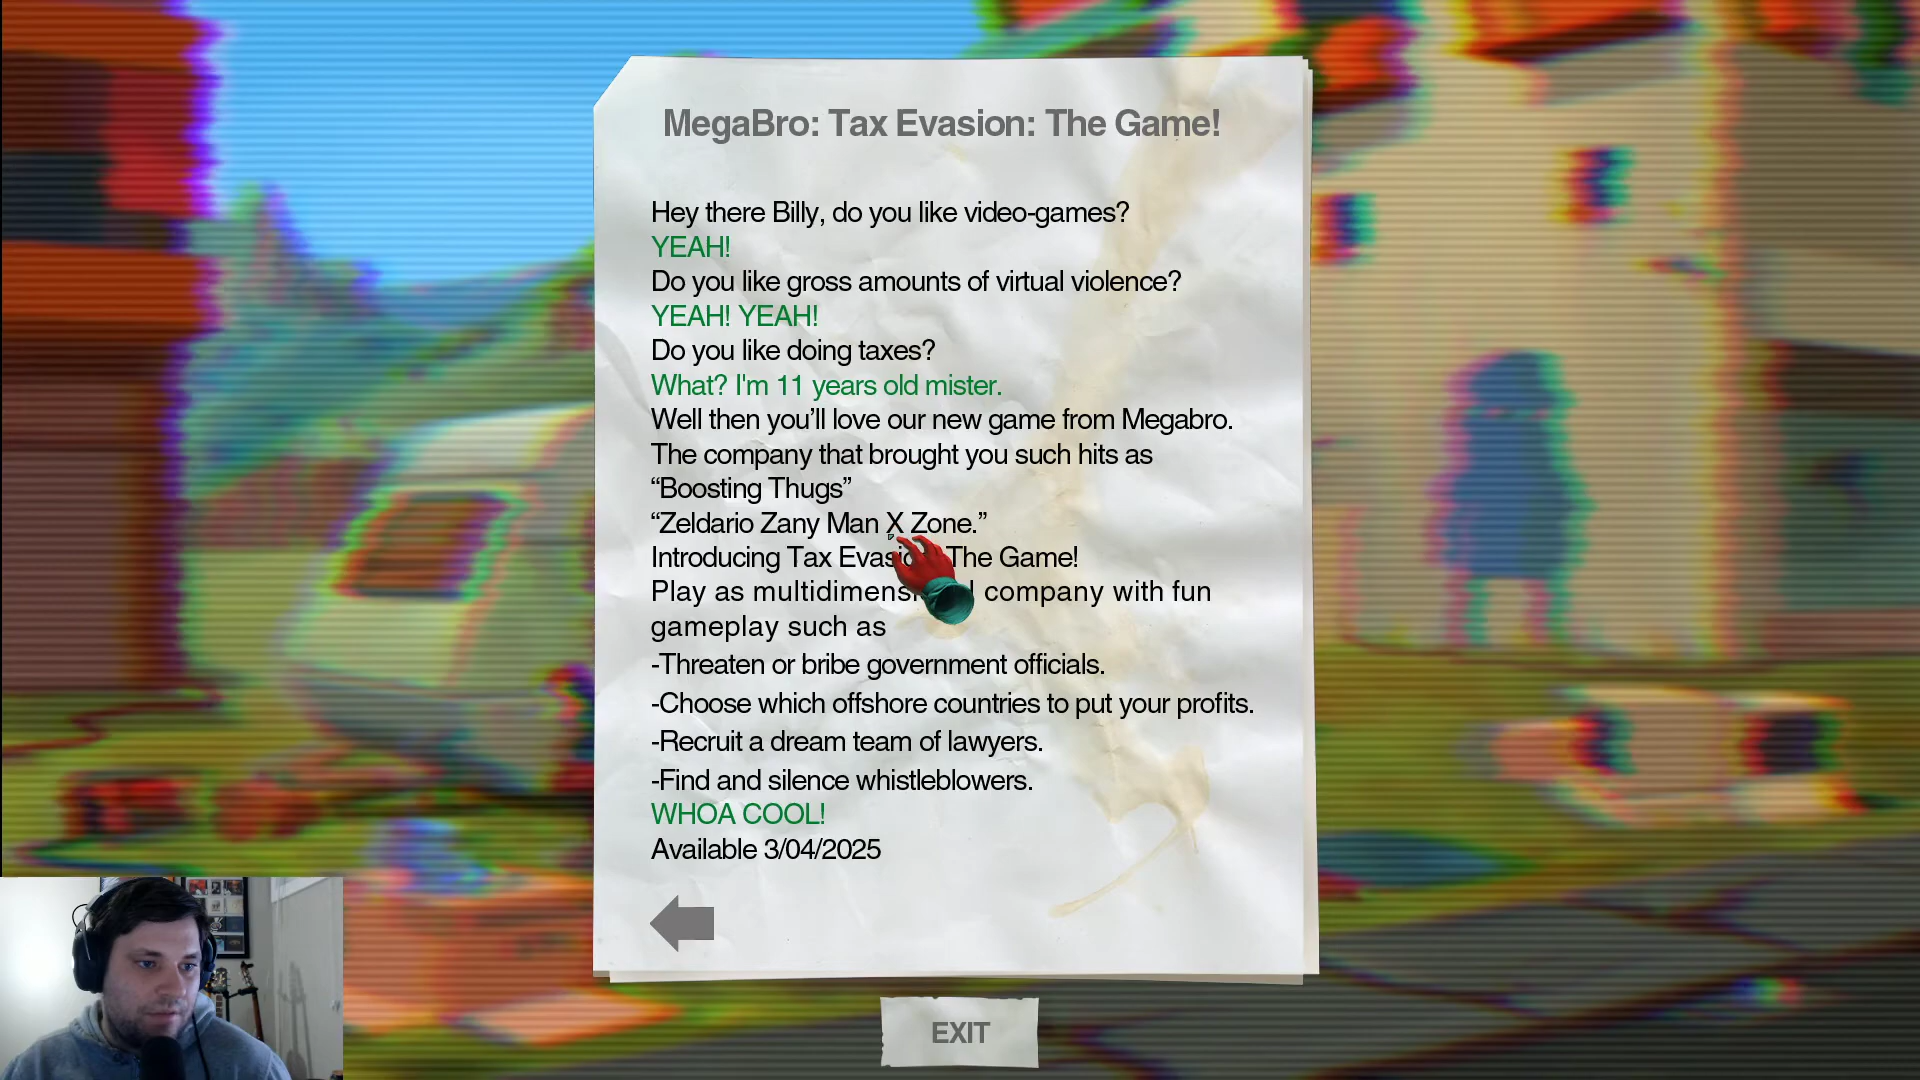 MegaBro: Tax Evasion: The Game!
Hey there Billy, do you like video-games?
YEAH!
Do you like gross amounts of virtual violence?
YEAH! YEAH!
Do you like doing taxes?
What? I'm 11 years old mister.
Well then you’ll love our new game from Megabro.
The company that brought you such hits as
“Boosting Thugs”
“Zeldario Zany Man X Zone.”
Introducing Tax The Game!
Play as company with fun
gameplay such as
-Threaten or bribe government officials.
-Choose which offshore countries to put your profits.
-Recruit a dream team of lawyers.
-Find and silence whistleblowers.
WHOA COOL!
Available 3/04/2025
EXIT